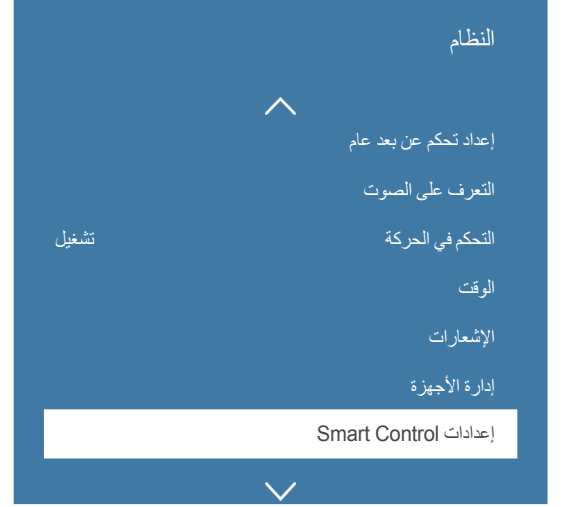 النظام
إعداد تحكم عن بعد عام
التعرف على الصوت
التحكم في الحركة تشغيل
الوقت
الإشعارات
إدارة الأجهزة
إعدادات Smart Control